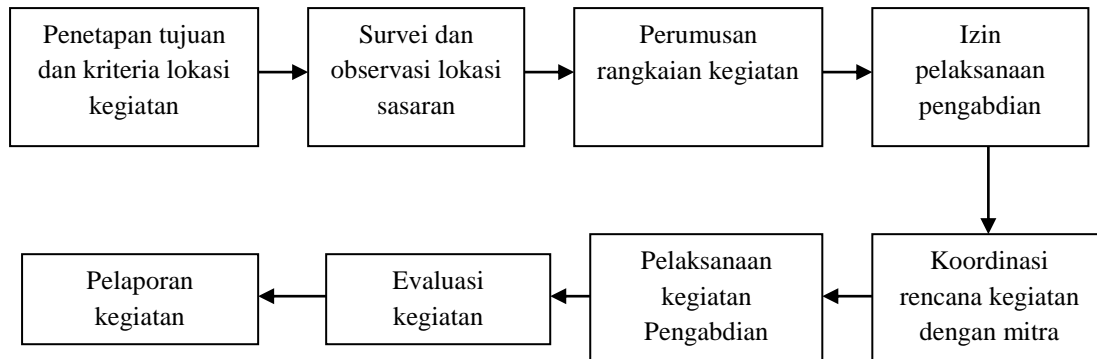 Penetapan tujuan
dan kriteria lokasi
kegiatan
Survei dan
observasi lokasi
sasaran
Perumusan
rangkaian kegiatan
Izin
pelaksanaan
pengabdian
Koordinasi
rencana kegiatan
dengan mitra
Pelaksanaan
kegiatan
Pengabdian
Evaluasi
kegiatan
Pelaporan
kegiatan